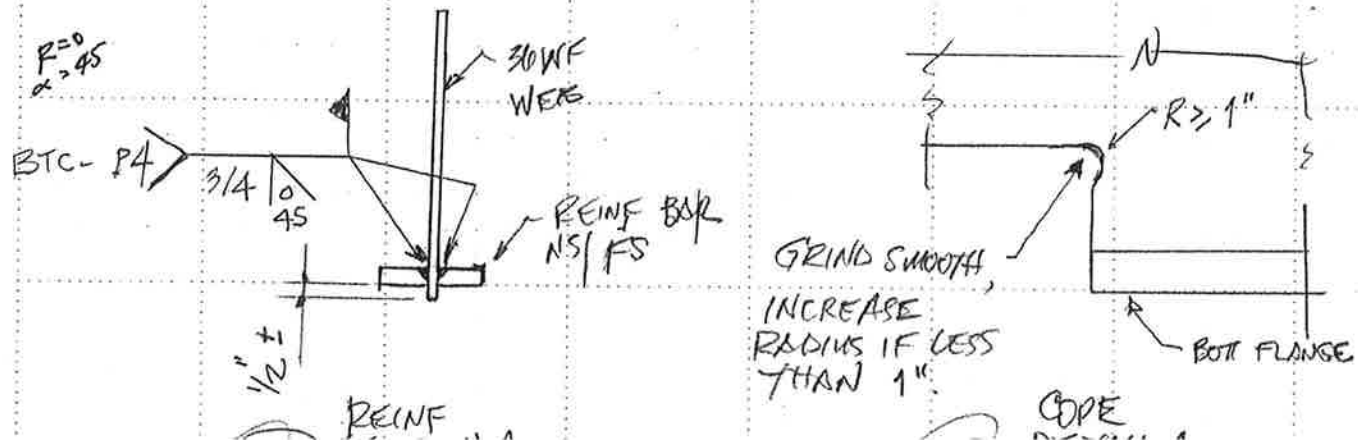 R=0
α=45
36WF
WEB
BTC- P4
3/4
0
45
REINF BAR
NS/FS
1/2" ±
REINF
N
R ≥ 1"
GRIND SMOOTH,
INCREASE
RADIUS IF LESS
THAN 1".
BOTT FLANGE
COPE